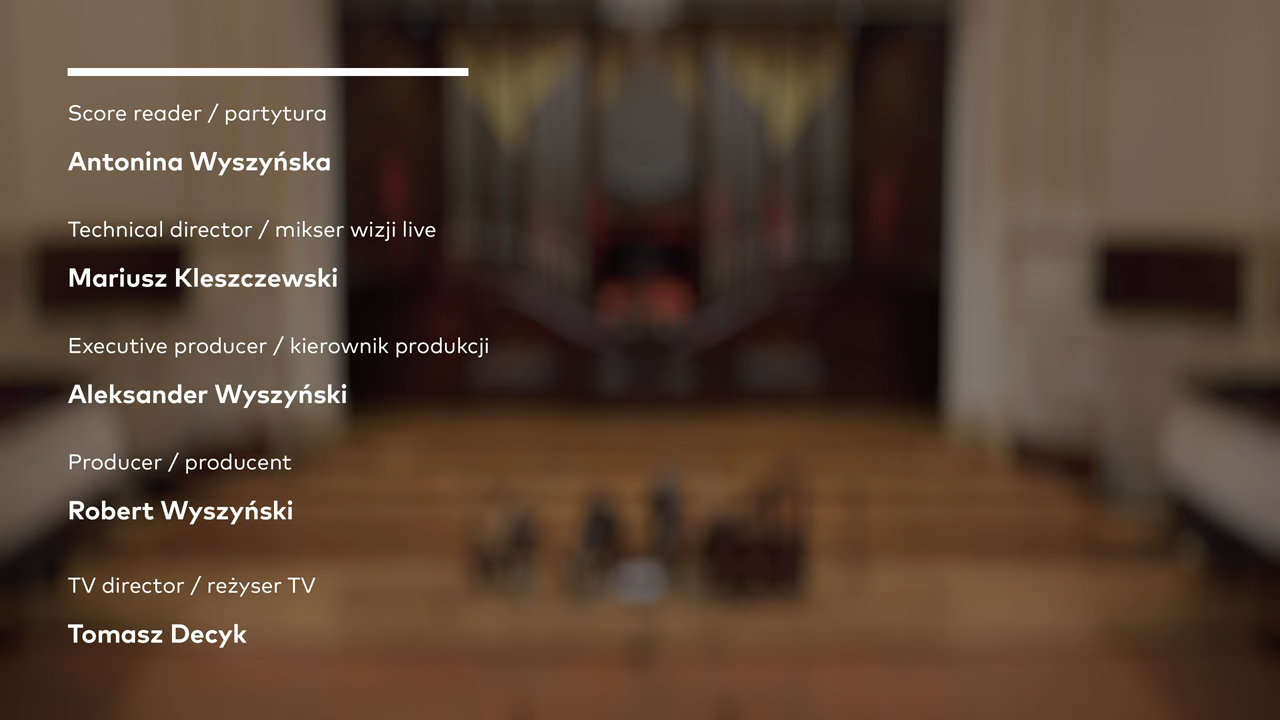 Score reader / partytura
Antonina Wyszyńska
Technical director / mikser wizji live
Mariusz Kleszczewski
Executive producer / kierownik produkcji
Aleksander Wyszyński
Producer / producent
Robert Wyszyński
TV director / reżyser TV
Tomasz Decyk